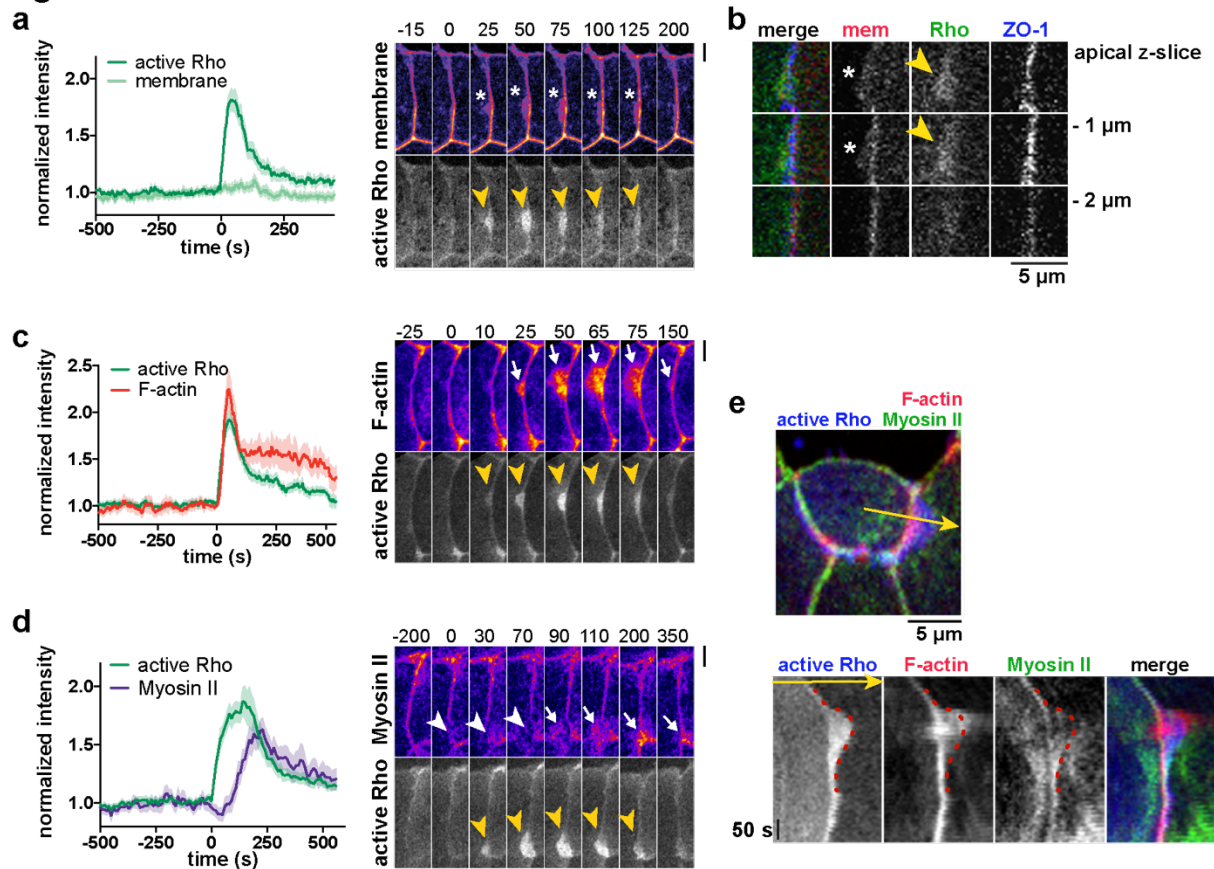 a
2.0
1.5
1.0
normalized intensity
active Rho
membrane
-500 -250 0 250
time (s)
-15 0 25 50 75 100 125 200
membrane
* * * * *
active Rho
b
merge mem Rho ZO-1
apical z-slice
*
- 1 µm
*
- 2 µm
5 µm
c
2.5
2.0
1.5
1.0
normalized intensity
active Rho
F-actin
-500 -250 0 250 500
time (s)
-25 0 10 25 50 65 75 150
F-actin
active Rho
d
2.0
1.5
1.0
normalized intensity
active Rho
Myosin II
-500 -250 0 250 500
time (s)
-200 0 30 70 90 110 200 350
Myosin II
active Rho
e
F-actin
active Rho Myosin II
5 µm
active Rho F-actin Myosin II merge
50 s